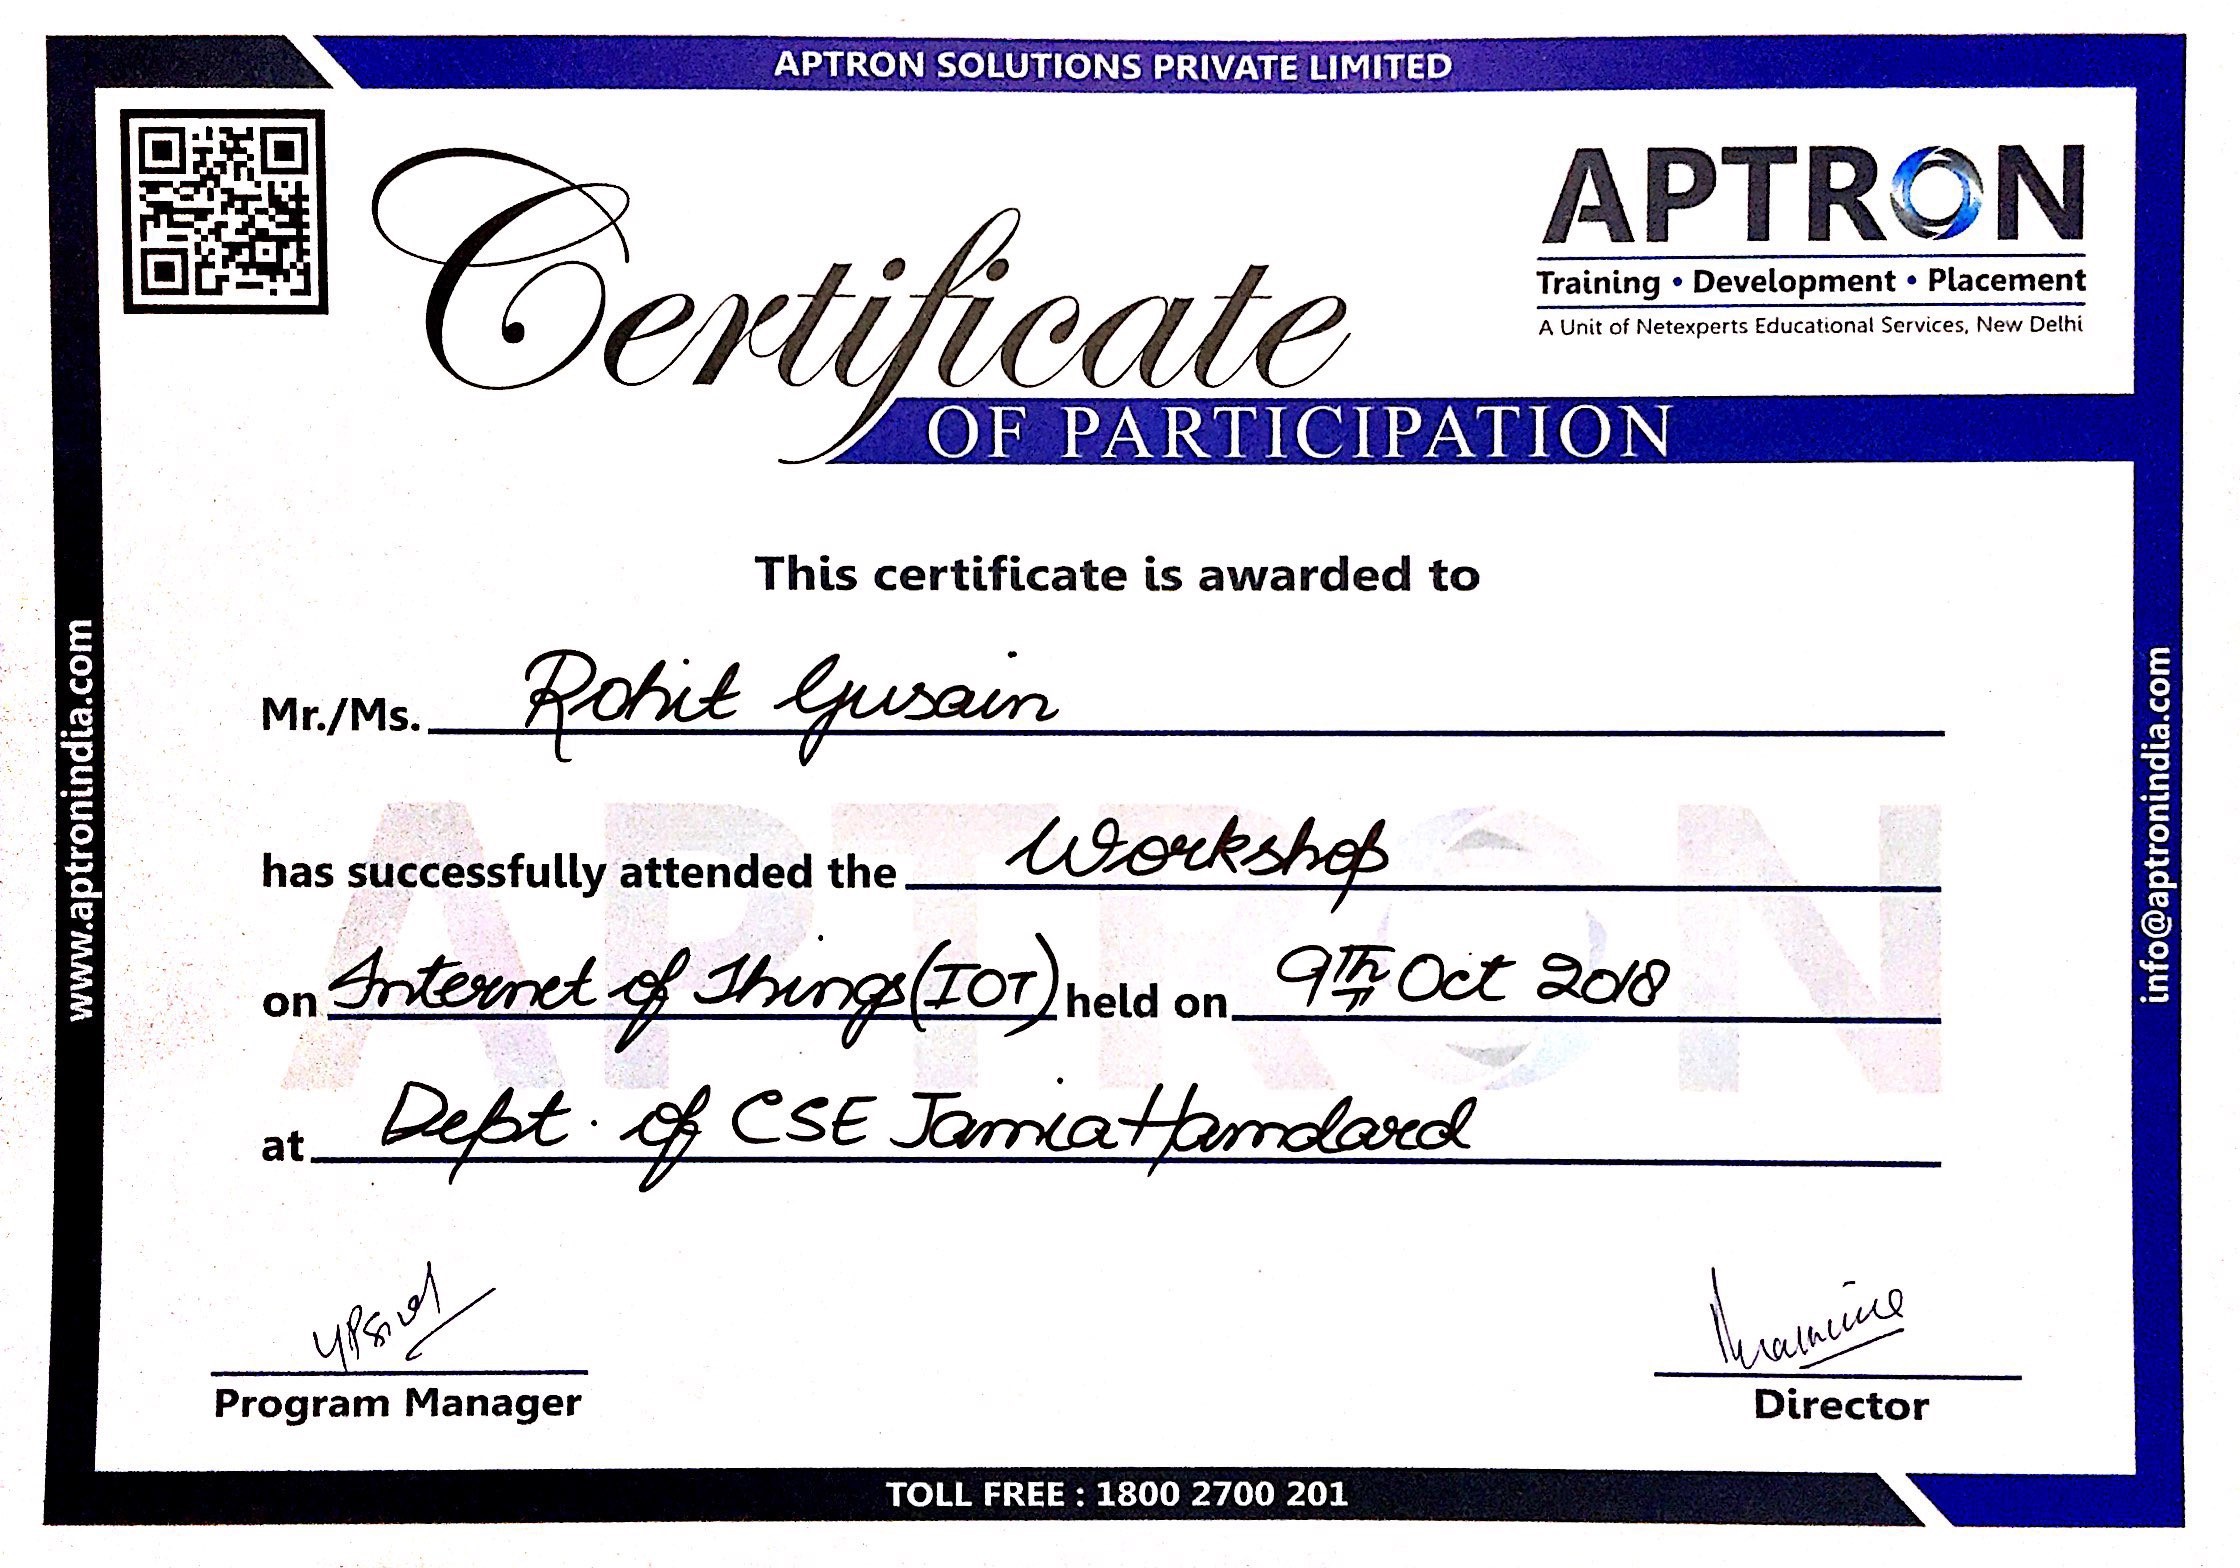 APTRON SOLUTIONS PRIVATE LIMITED
Certificate
OF PARTICIPATION
APTRON
Training • Development • Placement
A Unit of Netexperts Educational Services, New Delhi
This certificate is awarded to
Mr./Ms. Rohit Gusain
has successfully attended the Workshop
on Internet of Things (IOT) held on 9Th Oct 2018
at Dept. of CSE Jamia Hamdard
Program Manager
Director
TOLL FREE : 1800 2700 201
www.aptronindia.com
info@aptronindia.com
APTRON